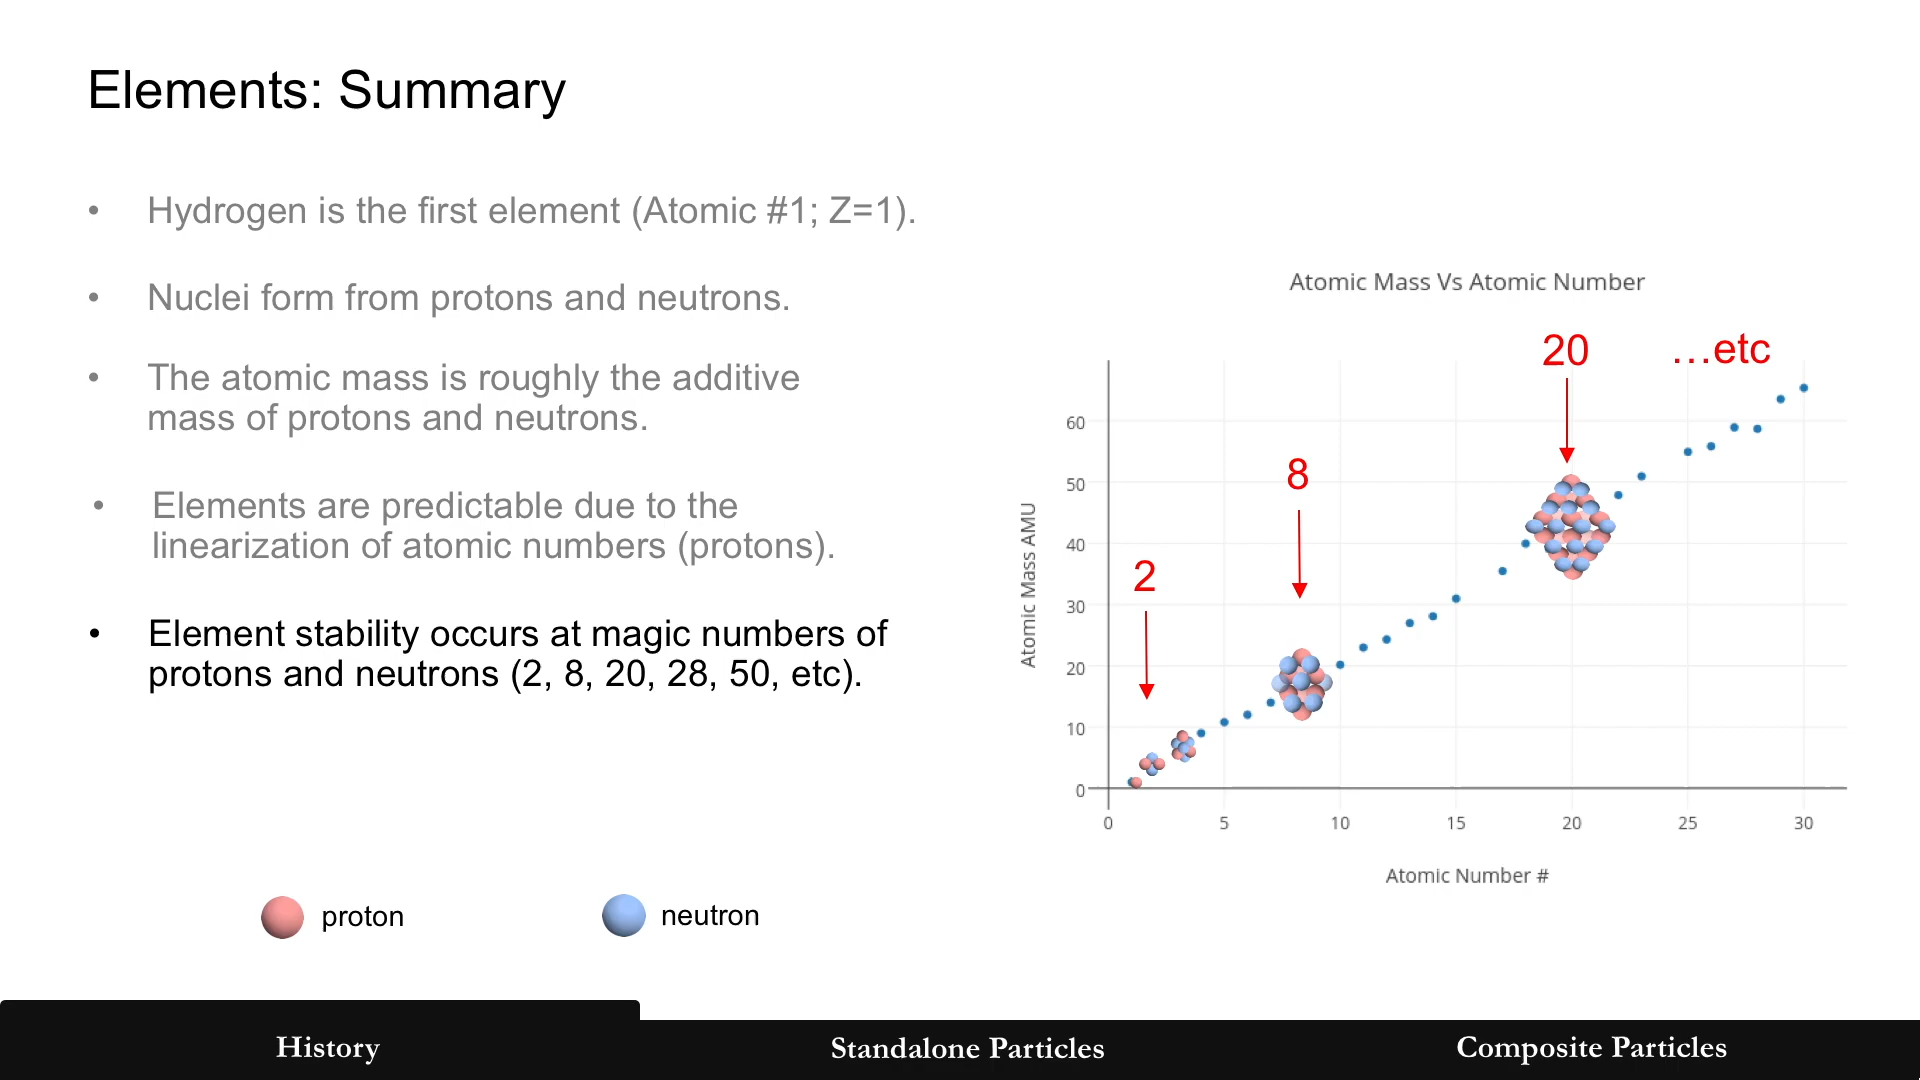 Elements: Summary
• Hydrogen is the first element (Atomic #1; Z=1).
• Nuclei form from protons and neutrons.
• The atomic mass is roughly the additive
mass of protons and neutrons.
• Elements are predictable due to the
linearization of atomic numbers (protons).
• Element stability occurs at magic numbers of
protons and neutrons (2, 8, 20, 28, 50, etc).
proton
neutron
Atomic Mass Vs Atomic Number
20
…etc
8
2
Atomic Mass AMU
60
50
40
30
20
10
0
0 5 10 15 20 25 30
Atomic Number #
History
Standalone Particles
Composite Particles